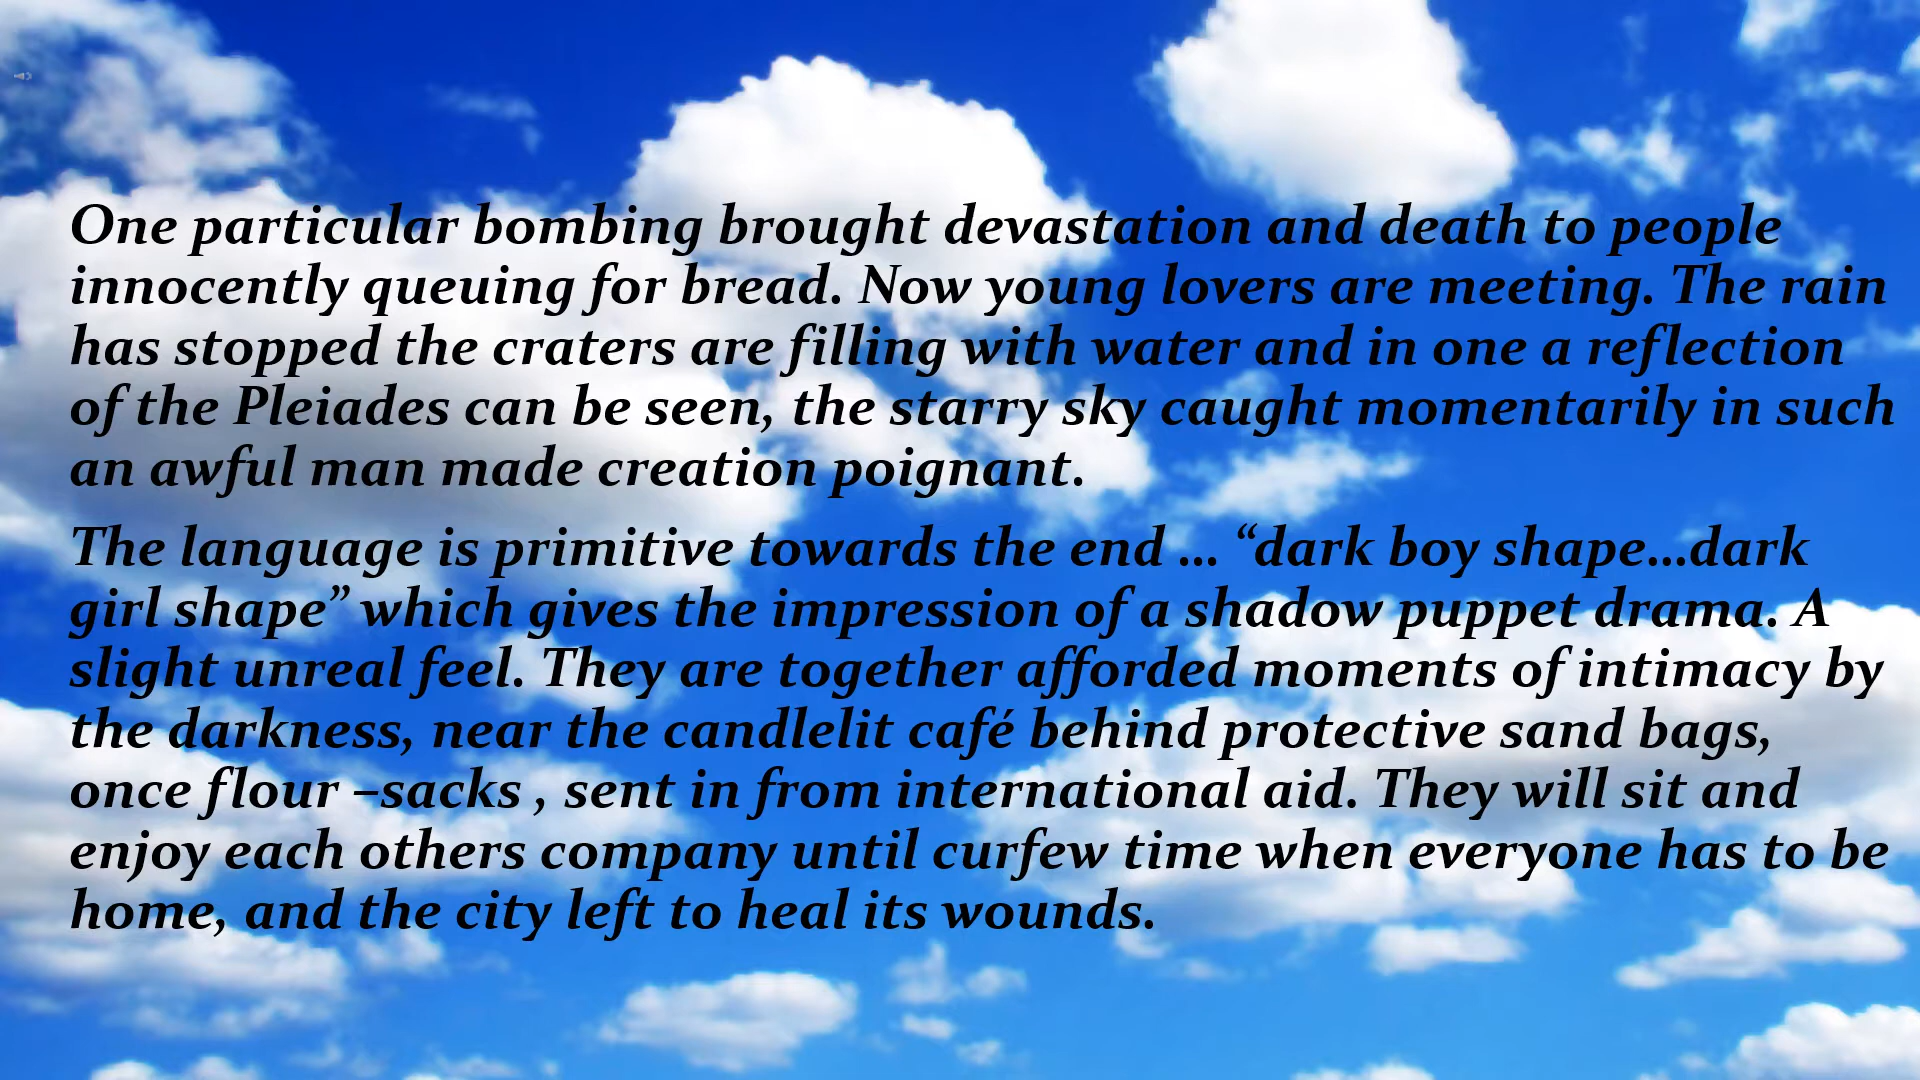 One particular bombing brought devastation and death to people
innocently queuing for bread. Now young lovers are meeting. The rain
has stopped the craters are filling with water and in one a reflection
of the Pleiades can be seen, the starry sky caught momentarily in such
an awful man made creation poignant.
The language is primitive towards the end … “dark boy shape…dark
girl shape” which gives the impression of a shadow puppet drama. A
slight unreal feel. They are together afforded moments of intimacy by
the darkness, near the candlelit café behind protective sand bags,
once flour –sacks , sent in from international aid. They will sit and
enjoy each others company until curfew time when everyone has to be
home, and the city left to heal its wounds.